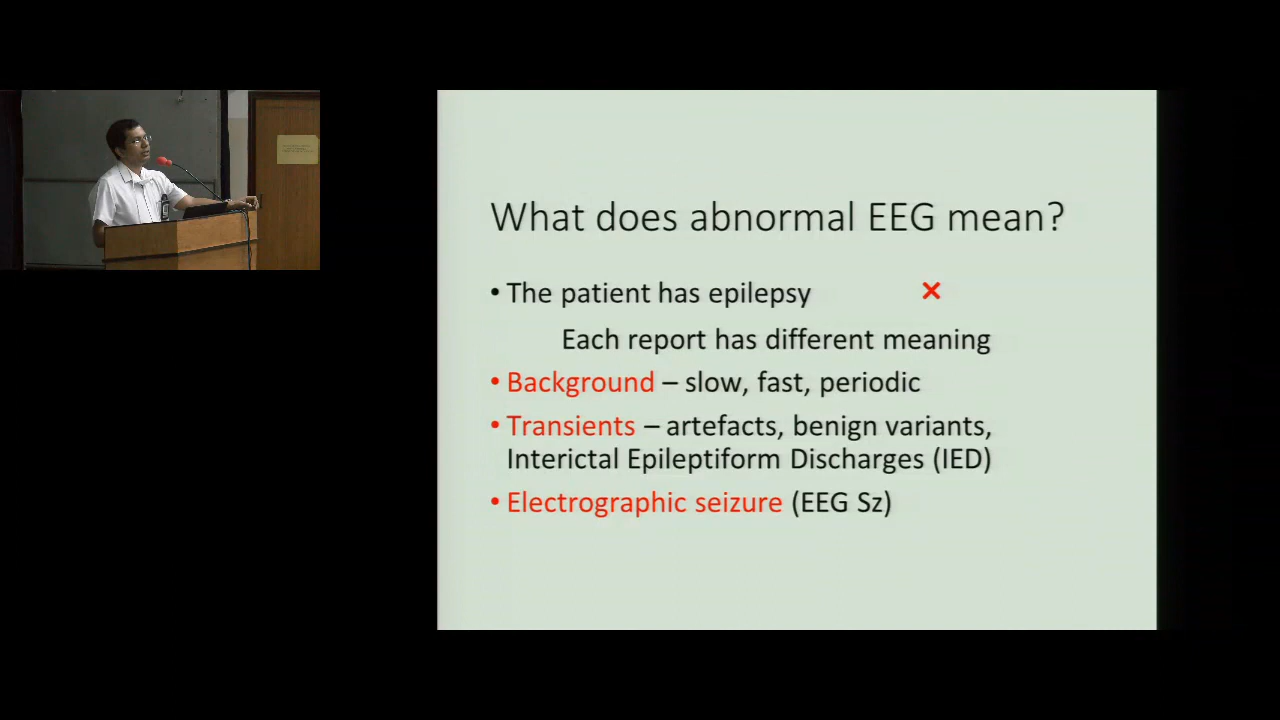 What does abnormal EEG mean?
• The patient has epilepsy ×
Each report has different meaning
• Background – slow, fast, periodic
• Transients – artefacts, benign variants,
Interictal Epileptiform Discharges (IED)
• Electrographic seizure (EEG Sz)